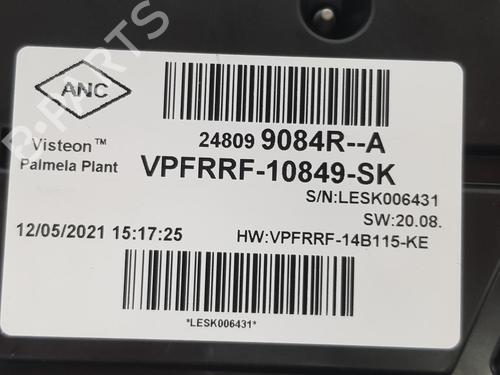 ANC
24809 9084R--A
Visteon™
Palmela Plant
VPFRRF-10849-SK
S/N:LESK006431
SW:20.08.
12/05/2021 15:17:25
HW:VPFRRF-14B115-KE
*LESK006431*